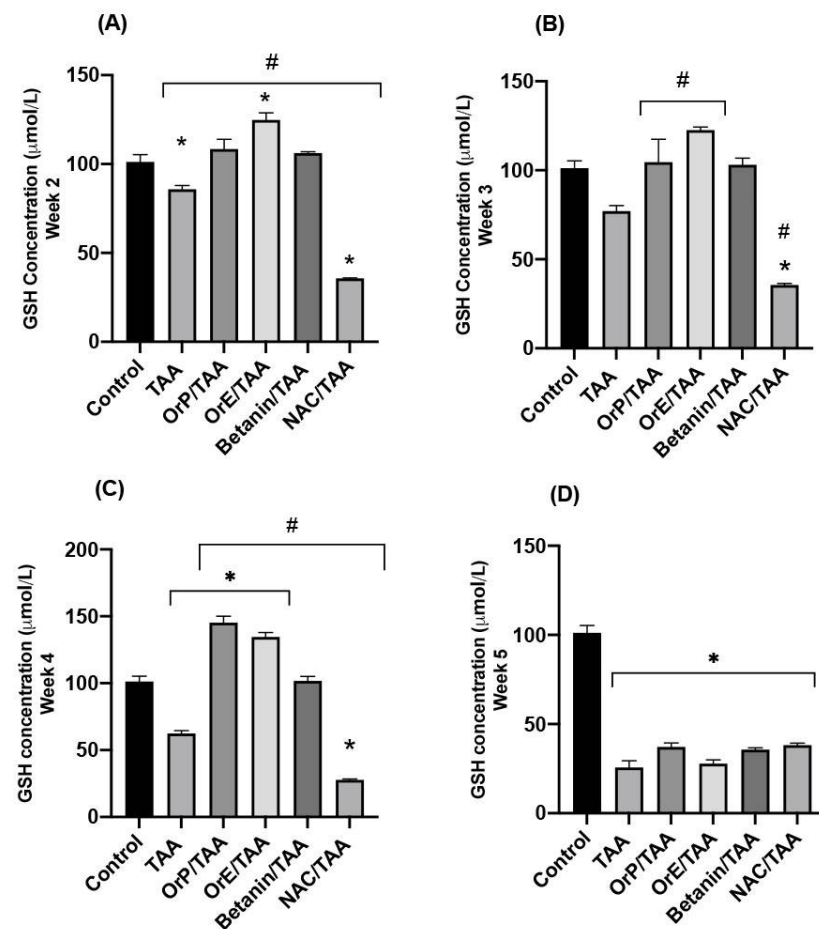 (A)
#
150
100
50
0
GSH Concentration (μmol/L)
Week 2
*
*
*
Control
TAA
OrP/TAA
OrE/TAA
Betanin/TAA
NAC/TAA
(B)
#
150
100
50
0
GSH Concentration (μmol/L)
Week 3
#
*
Control
TAA
OrP/TAA
OrE/TAA
Betanin/TAA
NAC/TAA
(C)
#
200
150
100
50
0
GSH concentration (μmol/L)
Week 4
*
*
Control
TAA
OrP/TAA
OrE/TAA
Betanin/TAA
NAC/TAA
(D)
150
100
50
0
GSH concentration (μmol/L)
Week 5
*
Control
TAA
OrP/TAA
OrE/TAA
Betanin/TAA
NAC/TAA